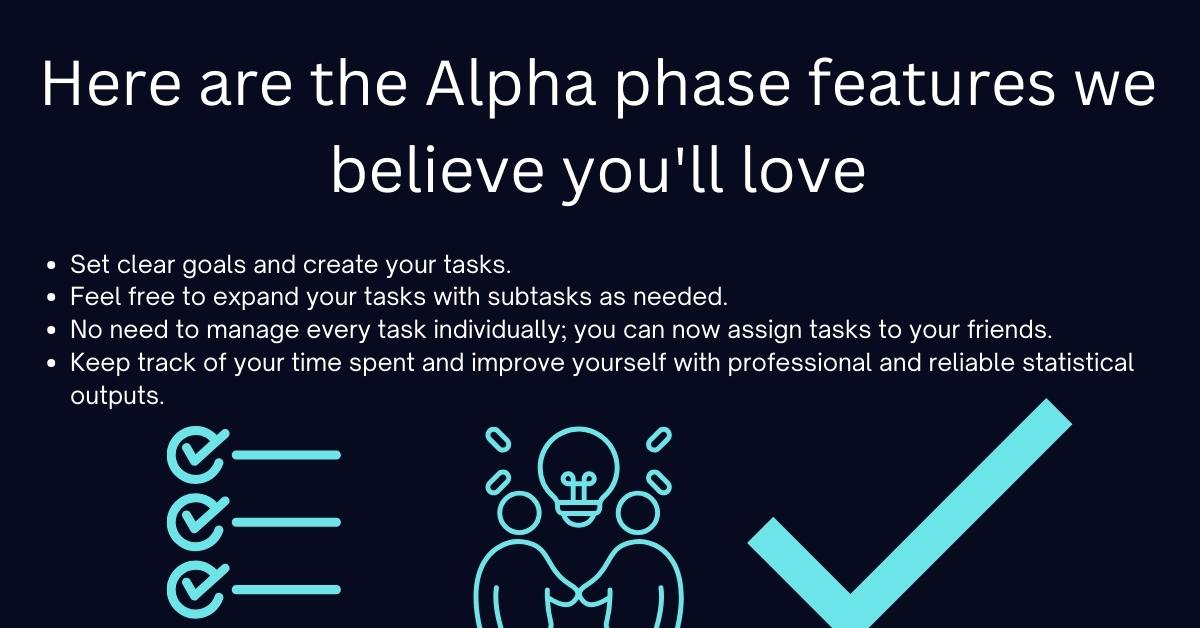 Here are the Alpha phase features we
believe you'll love
• Set clear goals and create your tasks.
• Feel free to expand your tasks with subtasks as needed.
• No need to manage every task individually; you can now assign tasks to your friends.
• Keep track of your time spent and improve yourself with professional and reliable statistical
outputs.